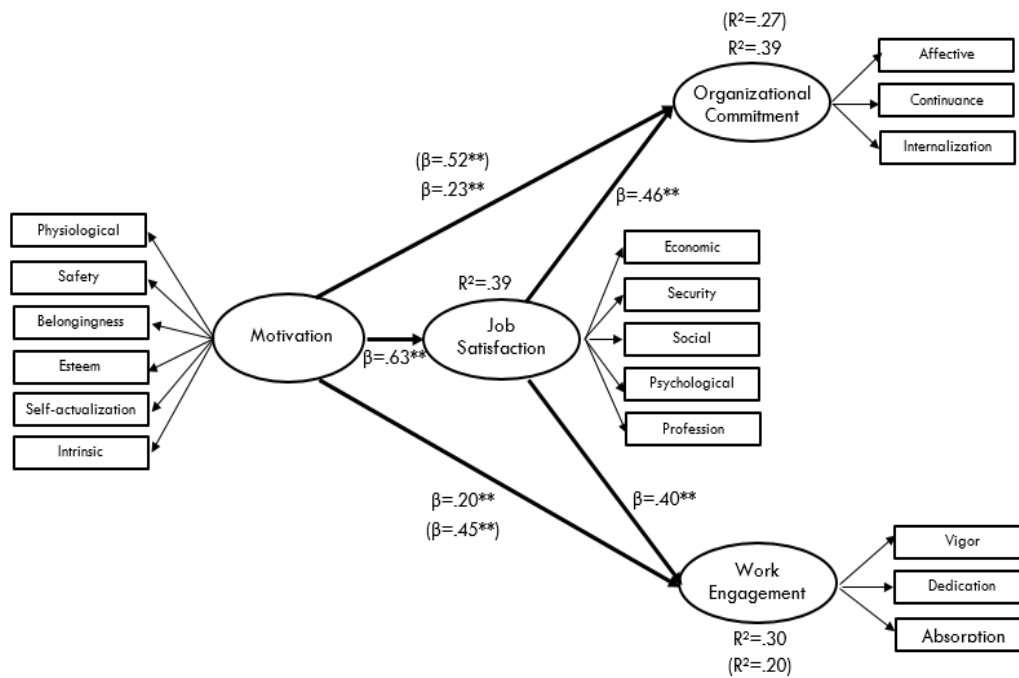 (R²=.27)
R²=.39
Organizational
Commitment
Affective
Continuance
Internalization
(β=.52**)
β=.23**
β=.46**
Physiological
Safety
Belongingness
Esteem
Self-actualization
Intrinsic
Motivation
β=.63**
R²=.39
Job
Satisfaction
Economic
Security
Social
Psychological
Profession
β=.20**
(β=.45**)
β=.40**
Work
Engagement
R²=.30
(R²=.20)
Vigor
Dedication
Absorption